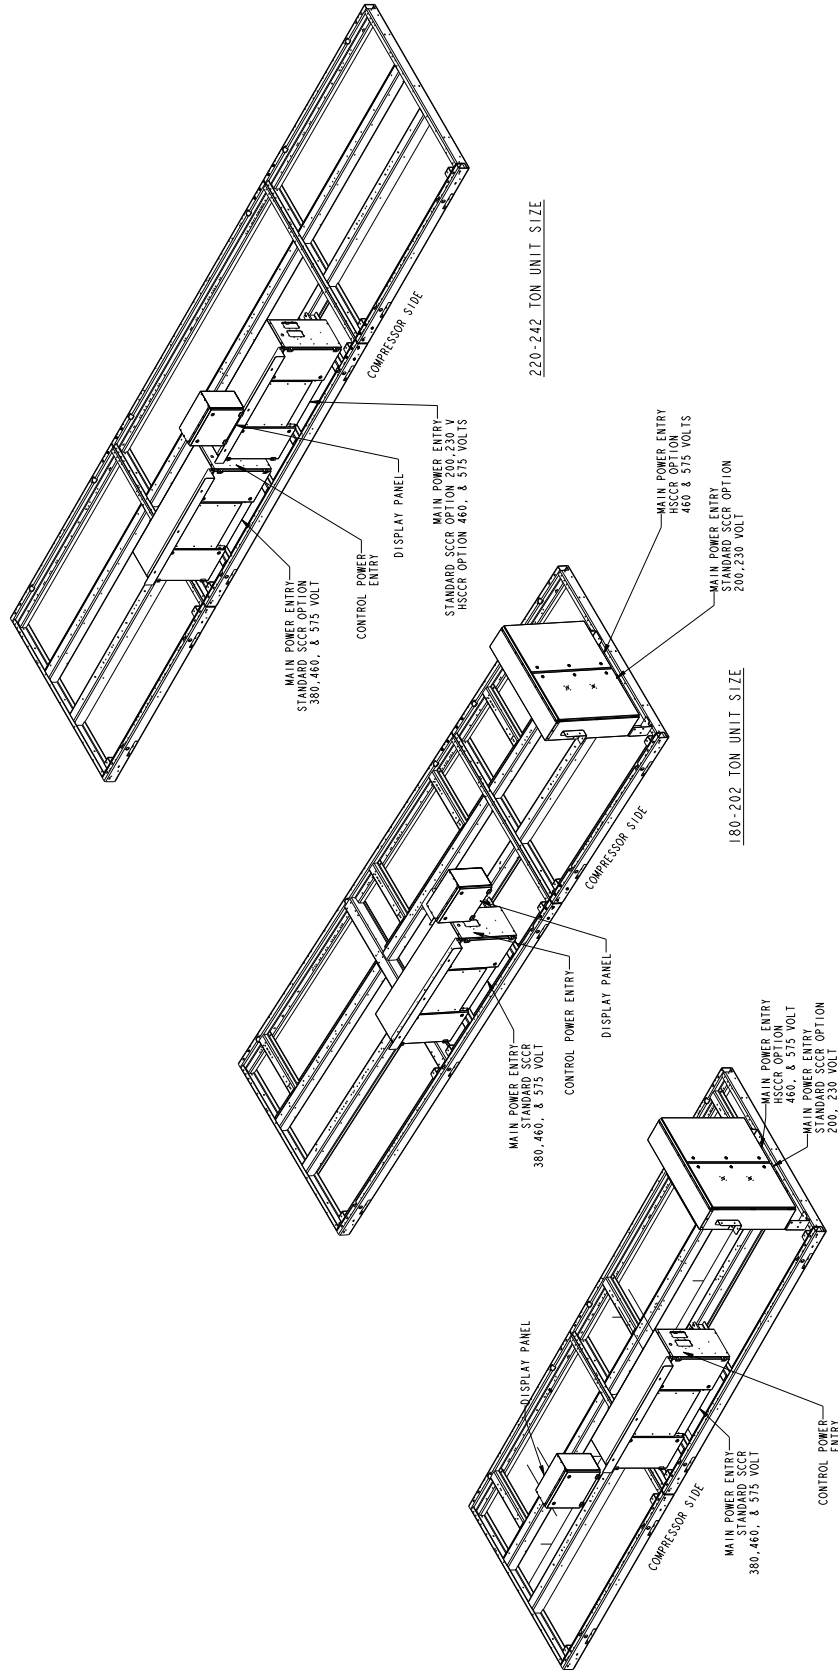 COMPRESSOR SIDE
220-242 TON UNIT SIZE
MAIN POWER ENTRY
STANDARD SCCR OPTION
380,460, & 575 VOLT
CONTROL POWER
ENTRY
DISPLAY PANEL
MAIN POWER ENTRY
STANDARD SCCR OPTION 200,230 V
HSCCR OPTION 460, & 575 VOLTS
MAIN POWER ENTRY
HSCCR OPTION
460 & 575 VOLTS
MAIN POWER ENTRY
STANDARD SCCR OPTION
200,230 VOLT
180-202 TON UNIT SIZE
COMPRESSOR SIDE
MAIN POWER ENTRY
STANDARD SCCR
380,460, & 575 VOLT
CONTROL POWER ENTRY
DISPLAY PANEL
MAIN POWER ENTRY
HSCCR OPTION
460, & 575 VOLT
MAIN POWER ENTRY
STANDARD SCCR OPTION
200, 230 VOLT
DISPLAY PANEL
COMPRESSOR SIDE
MAIN POWER ENTRY
STANDARD SCCR
380,460, & 575 VOLT
CONTROL POWER
ENTRY